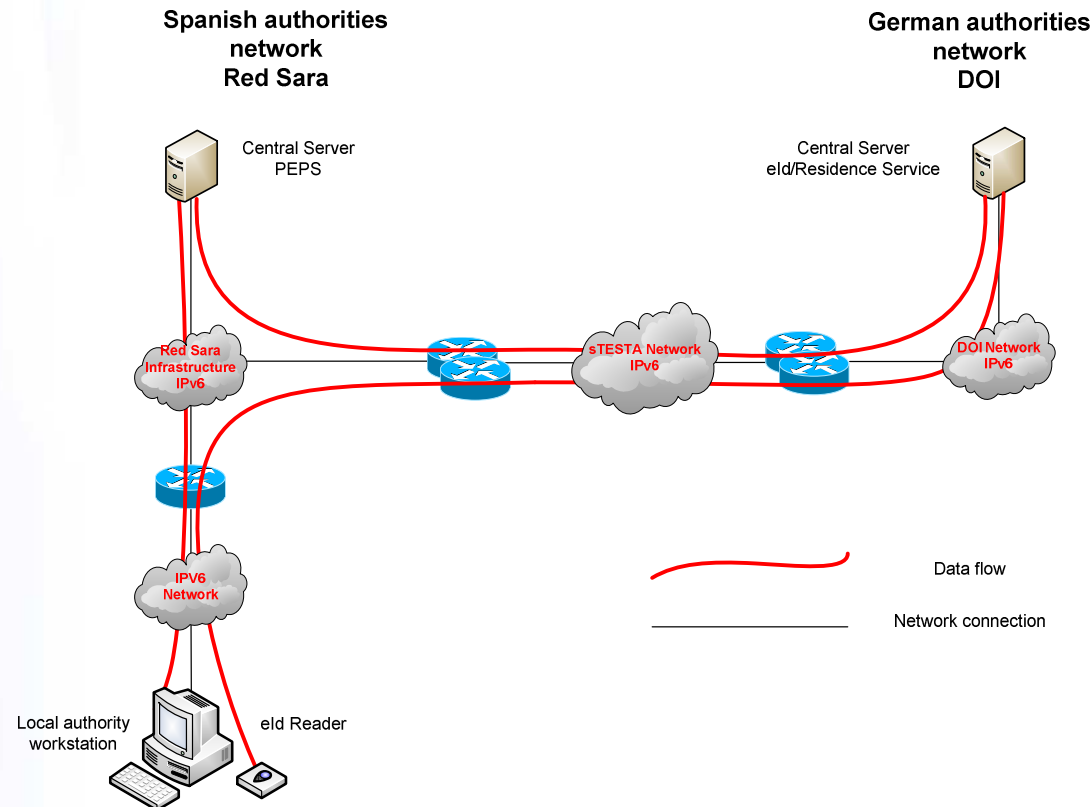 Spanish authorities
network
Red Sara
German authorities
network
DOI
Central Server
PEPS
Central Server
eId/Residence Service
Red Sara
Infrastructure
IPv6
sTESTA Network
IPv6
DOI Network
IPv6
IPV6
Network
Data flow
Network connection
Local authority
workstation
eId Reader